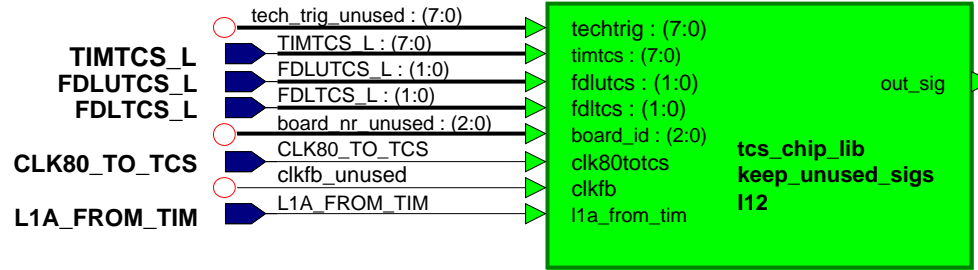 tech_trig_unused : (7:0)
TIMTCS_L
TIMTCS_L : (7:0)
FDLUTCS_L
FDLUTCS_L : (1:0)
FDLTCS_L
FDLTCS_L : (1:0)
board_nr_unused : (2:0)
CLK80_TO_TCS
CLK80_TO_TCS
clkfb_unused
L1A_FROM_TIM
L1A_FROM_TIM
techtrig : (7:0)
timtcs : (7:0)
fdlutcs : (1:0)
fdltcs : (1:0)
board_id : (2:0)
clk80totcs
clkfb
l1a_from_tim
out_sig
tcs_chip_lib
keep_unused_sigs
I12